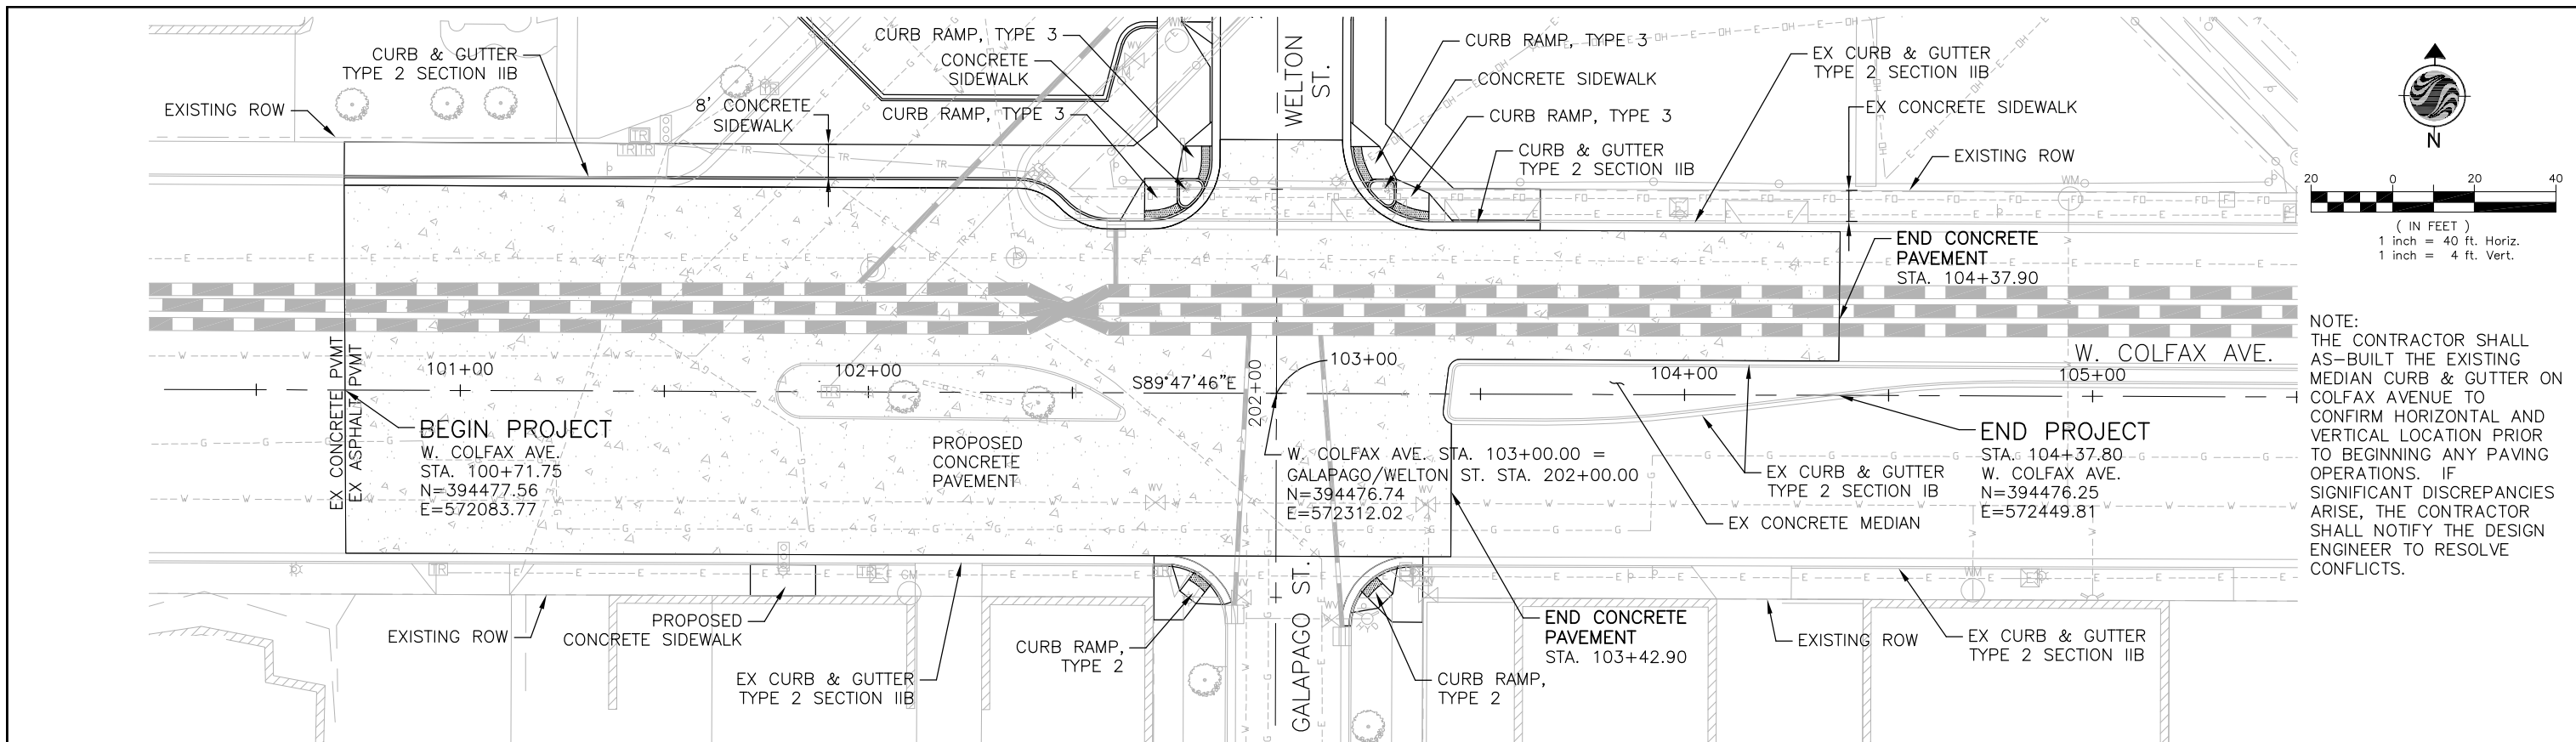 CURB & GUTTER
TYPE 2 SECTION IIB
EXISTING ROW
8' CONCRETE
SIDEWALK
CURB RAMP, TYPE 3
CONCRETE
SIDEWALK
CURB RAMP, TYPE 3
WELTON
ST.
CURB RAMP, TYPE 3
CONCRETE SIDEWALK
CURB RAMP, TYPE 3
CURB & GUTTER
TYPE 2 SECTION IIB
EX CURB & GUTTER
TYPE 2 SECTION IIB
EX CONCRETE SIDEWALK
EXISTING ROW
END CONCRETE
PAVEMENT
STA. 104+37.90
N
20 0 20 40
( IN FEET )
1 inch = 40 ft. Horiz.
1 inch = 4 ft. Vert.
NOTE:
THE CONTRACTOR SHALL
AS-BUILT THE EXISTING
MEDIAN CURB & GUTTER ON
COLFAX AVENUE TO
CONFIRM HORIZONTAL AND
VERTICAL LOCATION PRIOR
TO BEGINNING ANY PAVING
OPERATIONS. IF
SIGNIFICANT DISCREPANCIES
ARISE, THE CONTRACTOR
SHALL NOTIFY THE DESIGN
ENGINEER TO RESOLVE
CONFLICTS.
EX CONCRETE PVMT
EX ASPHALT PVMT
101+00
102+00
S89°47'46"E
202+00
103+00
104+00
W. COLFAX AVE.
105+00
BEGIN PROJECT
W. COLFAX AVE.
STA. 100+71.75
N=394477.56
E=572083.77
PROPOSED
CONCRETE
PAVEMENT
W. COLFAX AVE. STA. 103+00.00 =
GALAPAGO/WELTON ST. STA. 202+00.00
N=394476.74
E=572312.02
EX CURB & GUTTER
TYPE 2 SECTION IB
EX CONCRETE MEDIAN
END PROJECT
STA. 104+37.80
W. COLFAX AVE.
N=394476.25
E=572449.81
EXISTING ROW
PROPOSED
CONCRETE SIDEWALK
EX CURB & GUTTER
TYPE 2 SECTION IIB
CURB RAMP,
TYPE 2
GALAPAGO ST.
CURB RAMP,
TYPE 2
END CONCRETE
PAVEMENT
STA. 103+42.90
EXISTING ROW
EX CURB & GUTTER
TYPE 2 SECTION IIB